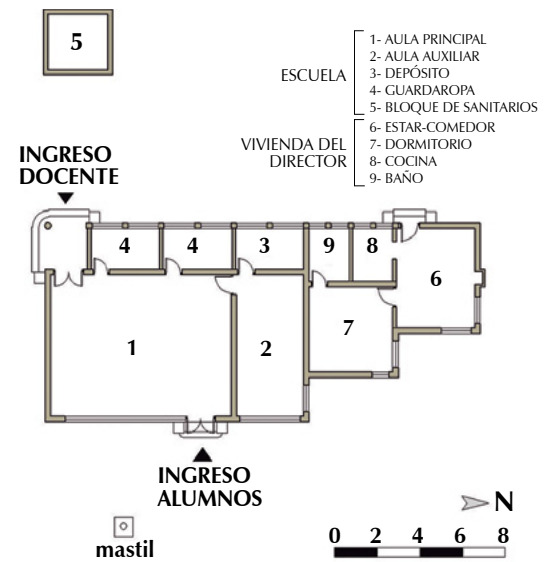 5
ESCUELA
1- AULA PRINCIPAL
2- AULA AUXILIAR
3- DEPÓSITO
4- GUARDAROPA
5- BLOQUE DE SANITARIOS
VIVIENDA DEL
DIRECTOR
6- ESTAR-COMEDOR
7- DORMITORIO
8- COCINA
9- BAÑO
INGRESO
DOCENTE
4
4
3
9
8
6
7
1
2
INGRESO
ALUMNOS
mastil
N
0 2 4 6 8